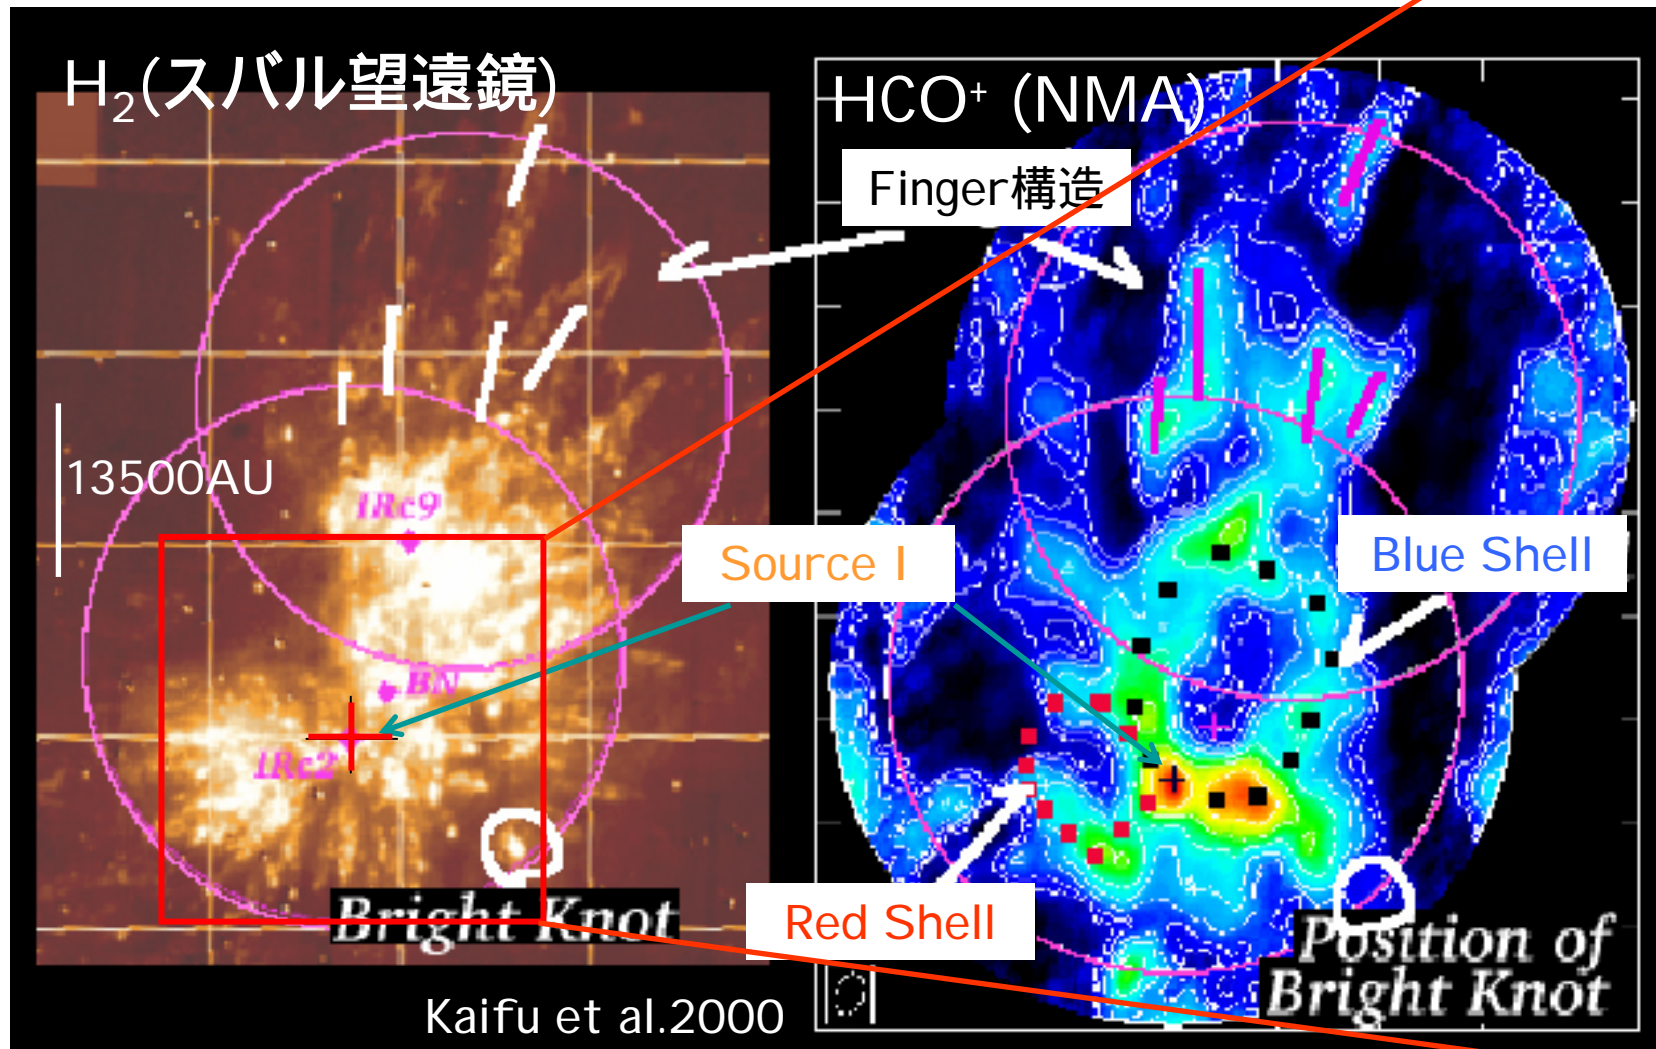 H₂(スバル望遠鏡)
HCO⁺ (NMA)
Finger構造
13500AU
IRc9
Source I
Blue Shell
BN
IRc2
Bright Knot
Red Shell
Position of
Bright Knot
Kaifu et al.2000